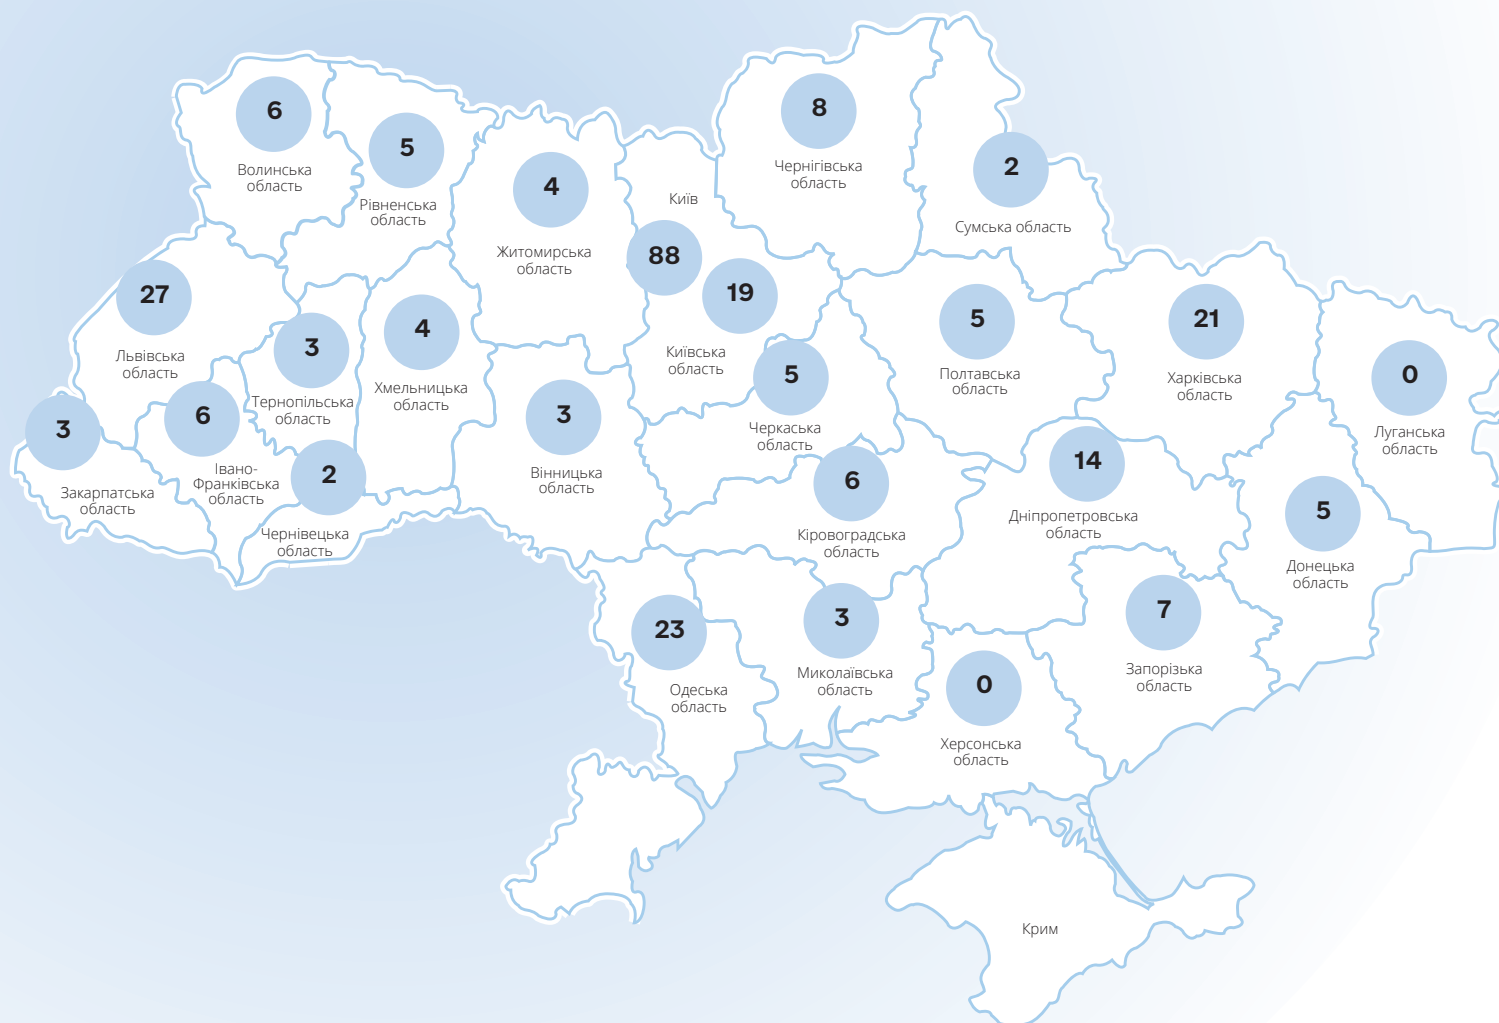 6
Волинська
область
5
Рівненська
область
4
Житомирська
область
Київ
88
19
Київська
область
8
Чернігівська
область
2
Сумська область
27
Львівська
область
3
Тернопільська
область
4
Хмельницька
область
3
Вінницька
область
5
Черкаська
область
5
Полтавська
область
21
Харківська
область
0
Луганська
область
3
Закарпатська
область
6
Івано-
Франківська
область
2
Чернівецька
область
6
Кіровоградська
область
14
Дніпропетровська
область
5
Донецька
область
23
Одеська
область
3
Миколаївська
область
0
Херсонська
область
7
Запорізька
область
Крим